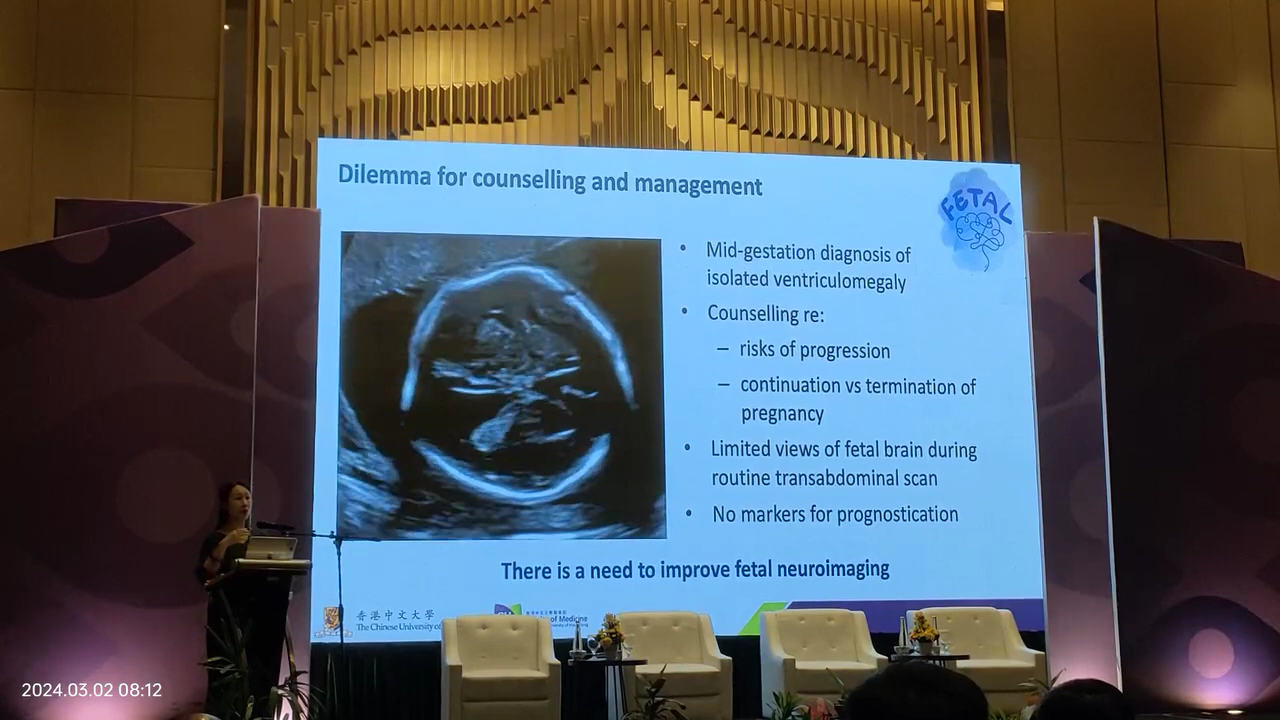 Dilemma for counselling and management
FETAL
• Mid-gestation diagnosis of
isolated ventriculomegaly
• Counselling re:
– risks of progression
– continuation vs termination of
pregnancy
• Limited views of fetal brain during
routine transabdominal scan
• No markers for prognostication
There is a need to improve fetal neuroimaging
香港中文大學
The Chinese University of
of Medicine
2024.03.02 08:12